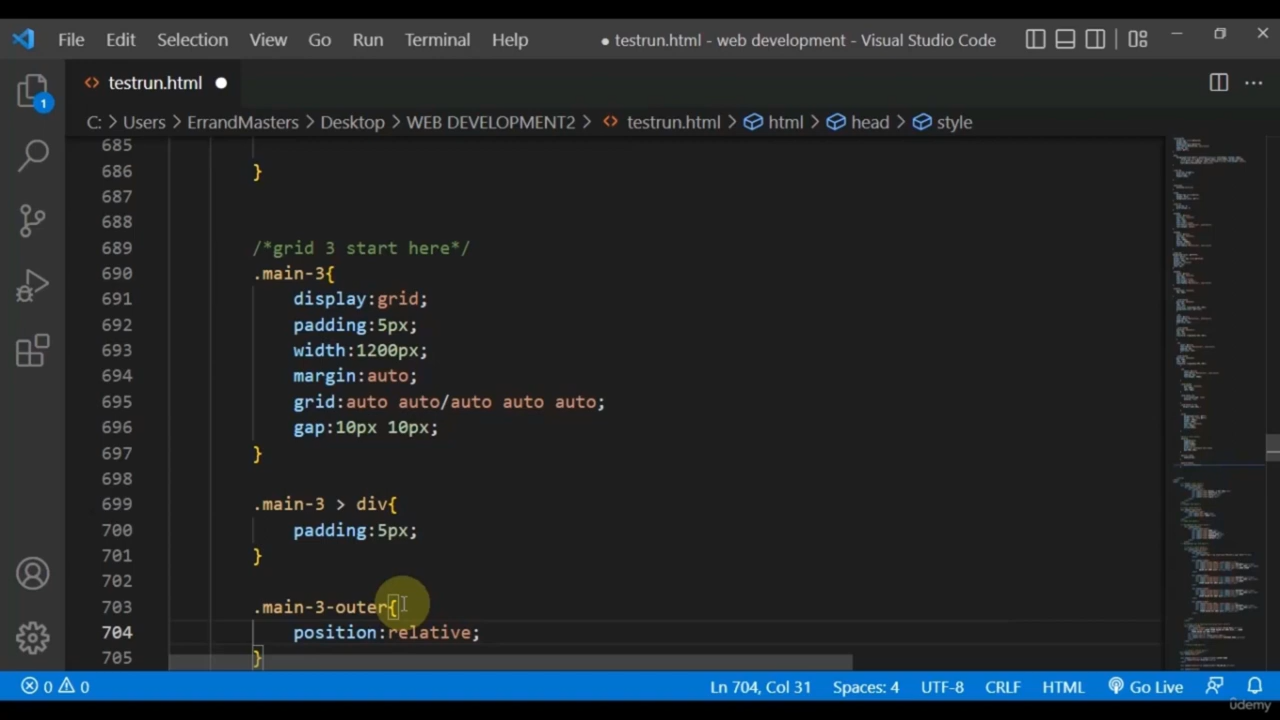 File Edit Selection View Go Run Terminal Help ● testrun.html - web development - Visual Studio Code
testrun.html
C: > Users > ErrandMasters > Desktop > WEB DEVELOPMENT2 > testrun.html > html > head > style
685
686 }
687
688
689 /*grid 3 start here*/
690 .main-3{
691 display:grid;
692 padding:5px;
693 width:1200px;
694 margin:auto;
695 grid:auto auto/auto auto auto;
696 gap:10px 10px;
697 }
698
699 .main-3 > div{
700 padding:5px;
701 }
702
703 .main-3-outer{
704 position:relative;
705 }
1
0 0 Ln 704, Col 31 Spaces: 4 UTF-8 CRLF HTML Go Live
ûdemy